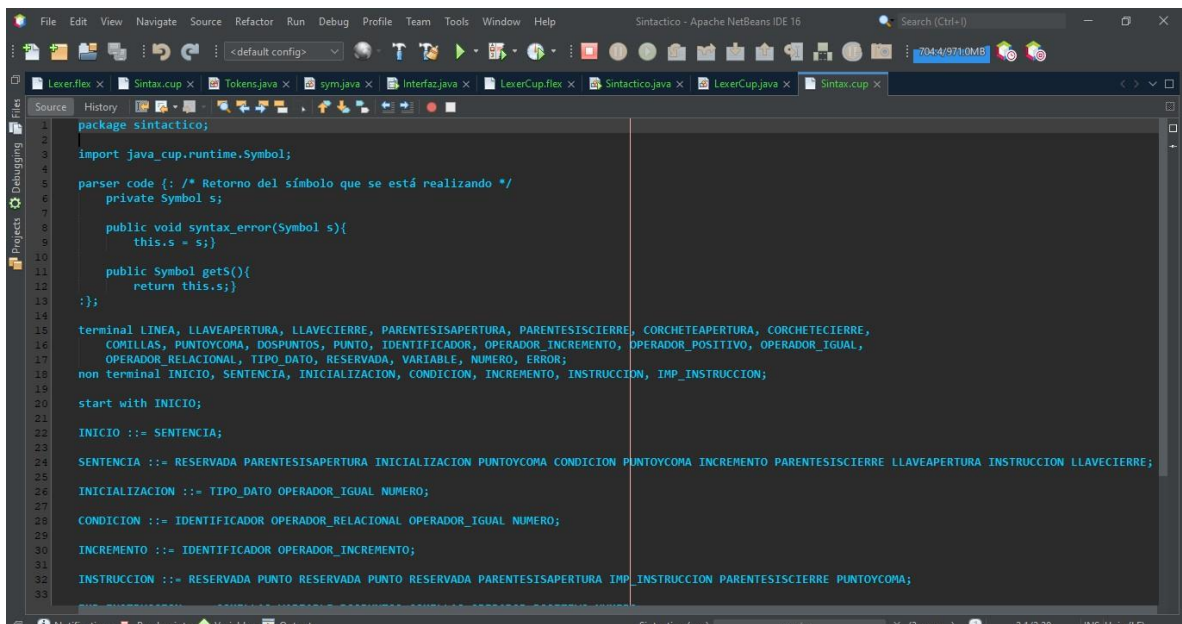 File Edit View Navigate Source Refactor Run Debug Profile Team Tools Window Help Sintactico - Apache NetBeans IDE 16 Search (Ctrl+I)
<default config> 704:4/971:0MB
Lexer.flex Sintax.cup Tokens.java sym.java Interfaz.java LexerCup.flex Sintactico.java LexerCup.java Sintax.cup
Source History
Files
Debugging
Projects
1 package sintactico;
2
3 import java_cup.runtime.Symbol;
4
5 parser code {: /* Retorno del símbolo que se está realizando */
6 private Symbol s;
7
8 public void syntax_error(Symbol s){
9 this.s = s;}
10
11 public Symbol getS(){
12 return this.s;}
13 :};
14
15 terminal LINEA, LLAVEAPERTURA, LLAVECIERRE, PARENTESISAPERTURA, PARENTESISCIERRE, CORCHETEAPERTURA, CORCHETECIERRE,
16 COMILLAS, PUNTOYCOMA, DOSPUNTOS, PUNTO, IDENTIFICADOR, OPERADOR_INCREMENTO, OPERADOR_POSITIVO, OPERADOR_IGUAL,
17 OPERADOR_RELACIONAL, TIPO_DATO, RESERVADA, VARIABLE, NUMERO, ERROR;
18 non terminal INICIO, SENTENCIA, INICIALIZACION, CONDICION, INCREMENTO, INSTRUCCION, IMP_INSTRUCCION;
19
20 start with INICIO;
21
22 INICIO ::= SENTENCIA;
23
24 SENTENCIA ::= RESERVADA PARENTESISAPERTURA INICIALIZACION PUNTOYCOMA CONDICION PUNTOYCOMA INCREMENTO PARENTESISCIERRE LLAVEAPERTURA INSTRUCCION LLAVECIERRE;
25
26 INICIALIZACION ::= TIPO_DATO OPERADOR_IGUAL NUMERO;
27
28 CONDICION ::= IDENTIFICADOR OPERADOR_RELACIONAL OPERADOR_IGUAL NUMERO;
29
30 INCREMENTO ::= IDENTIFICADOR OPERADOR_INCREMENTO;
31
32 INSTRUCCION ::= RESERVADA PUNTO RESERVADA PUNTO RESERVADA PARENTESISAPERTURA IMP_INSTRUCCION PARENTESISCIERRE PUNTOYCOMA;
33